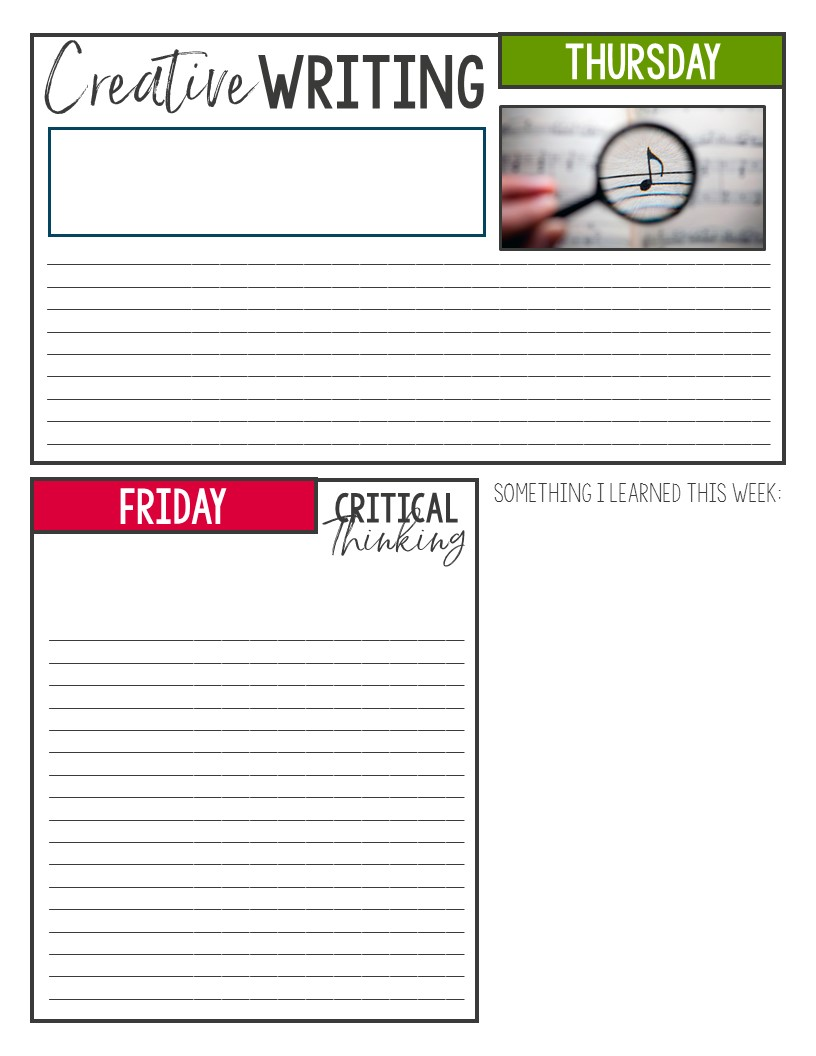 Creative WRITING
THURSDAY
FRIDAY
CRITICAL
Thinking
SOMETHING I LEARNED THIS WEEK: